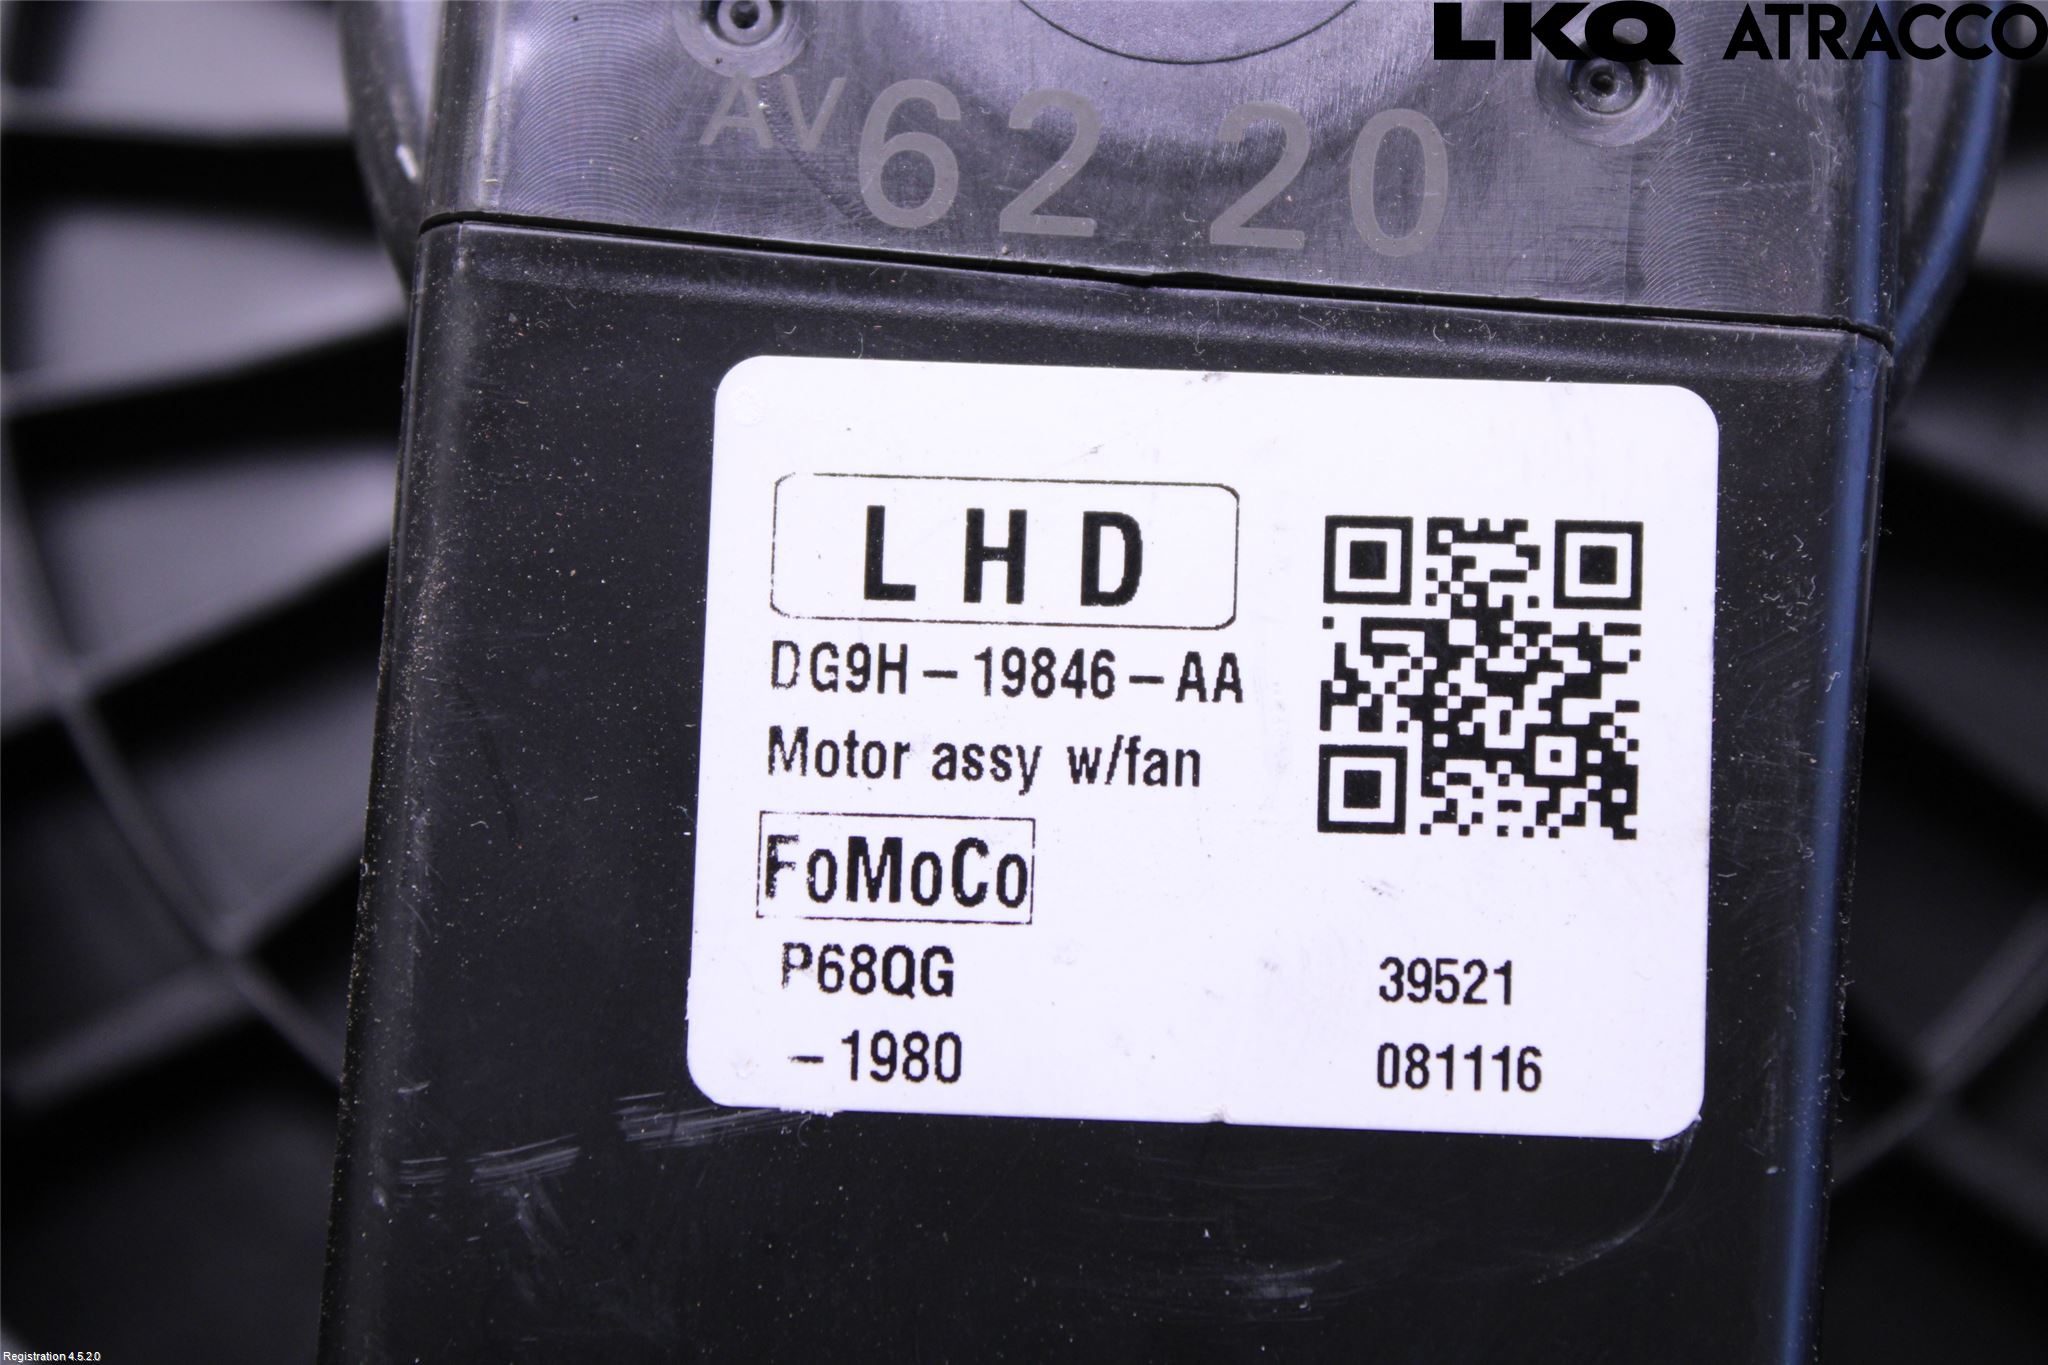 LKQ ATRACCO
AV 62 20
LHD
DG9H-19846-AA
Motor assy w/fan
FoMoCo
P68QG 39521
-1980 081116
Registration 4.5.2.0